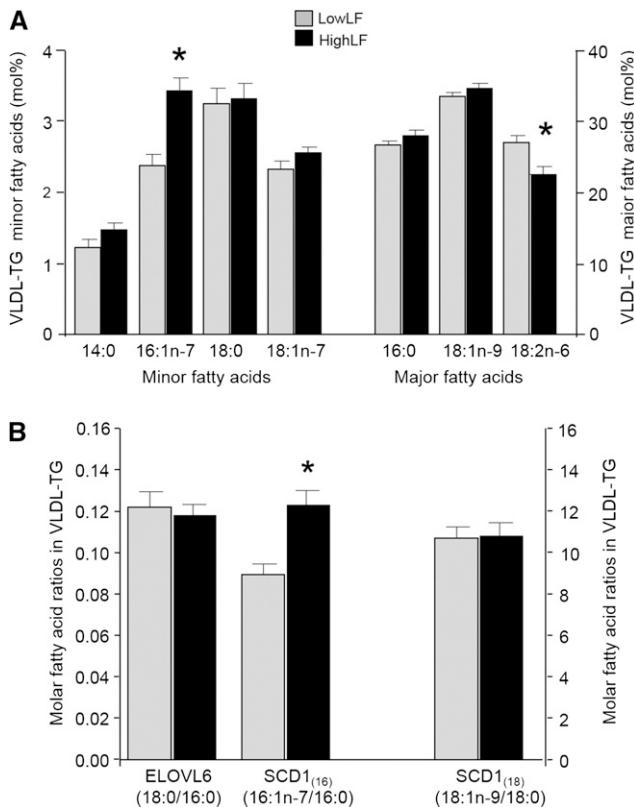 A
LowLF
HighLF
VLDL-TG minor fatty acids (mol%)
4
3
2
1
0
*
*
40
30
20
10
0
VLDL-TG major fatty acids (mol%)
14:0 16:1n-7 18:0 18:1n-7 16:0 18:1n-9 18:2n-6
Minor fatty acids Major fatty acids
B
Molar fatty acid ratios in VLDL-TG
0.16
0.14
0.12
0.10
0.08
0.06
0.04
0.02
0.00
*
16
14
12
10
8
6
4
2
0
Molar fatty acid ratios in VLDL-TG
ELOVL6 SCD1(16) SCD1(18)
(18:0/16:0) (16:1n-7/16:0) (18:1n-9/18:0)